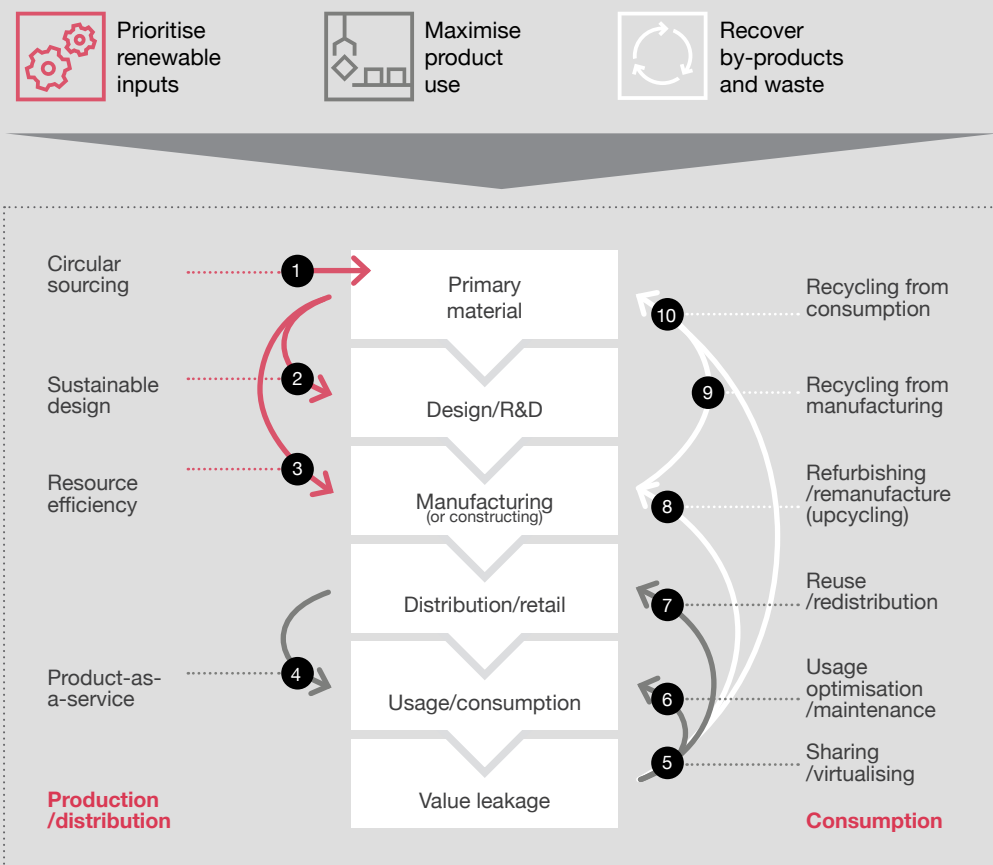 Prioritise
renewable
inputs
Maximise
product
use
Recover
by-products
and waste
Circular
sourcing
1
Sustainable
design
2
Resource
efficiency
3
Product-as-
a-service
4
Production
/distribution
Primary
material
Design/R&D
Manufacturing
(or constructing)
Distribution/retail
Usage/consumption
Value leakage
10
Recycling from
consumption
9
Recycling from
manufacturing
8
Refurbishing
/remanufacture
(upcycling)
7
Reuse
/redistribution
6
Usage
optimisation
/maintenance
5
Sharing
/virtualising
Consumption